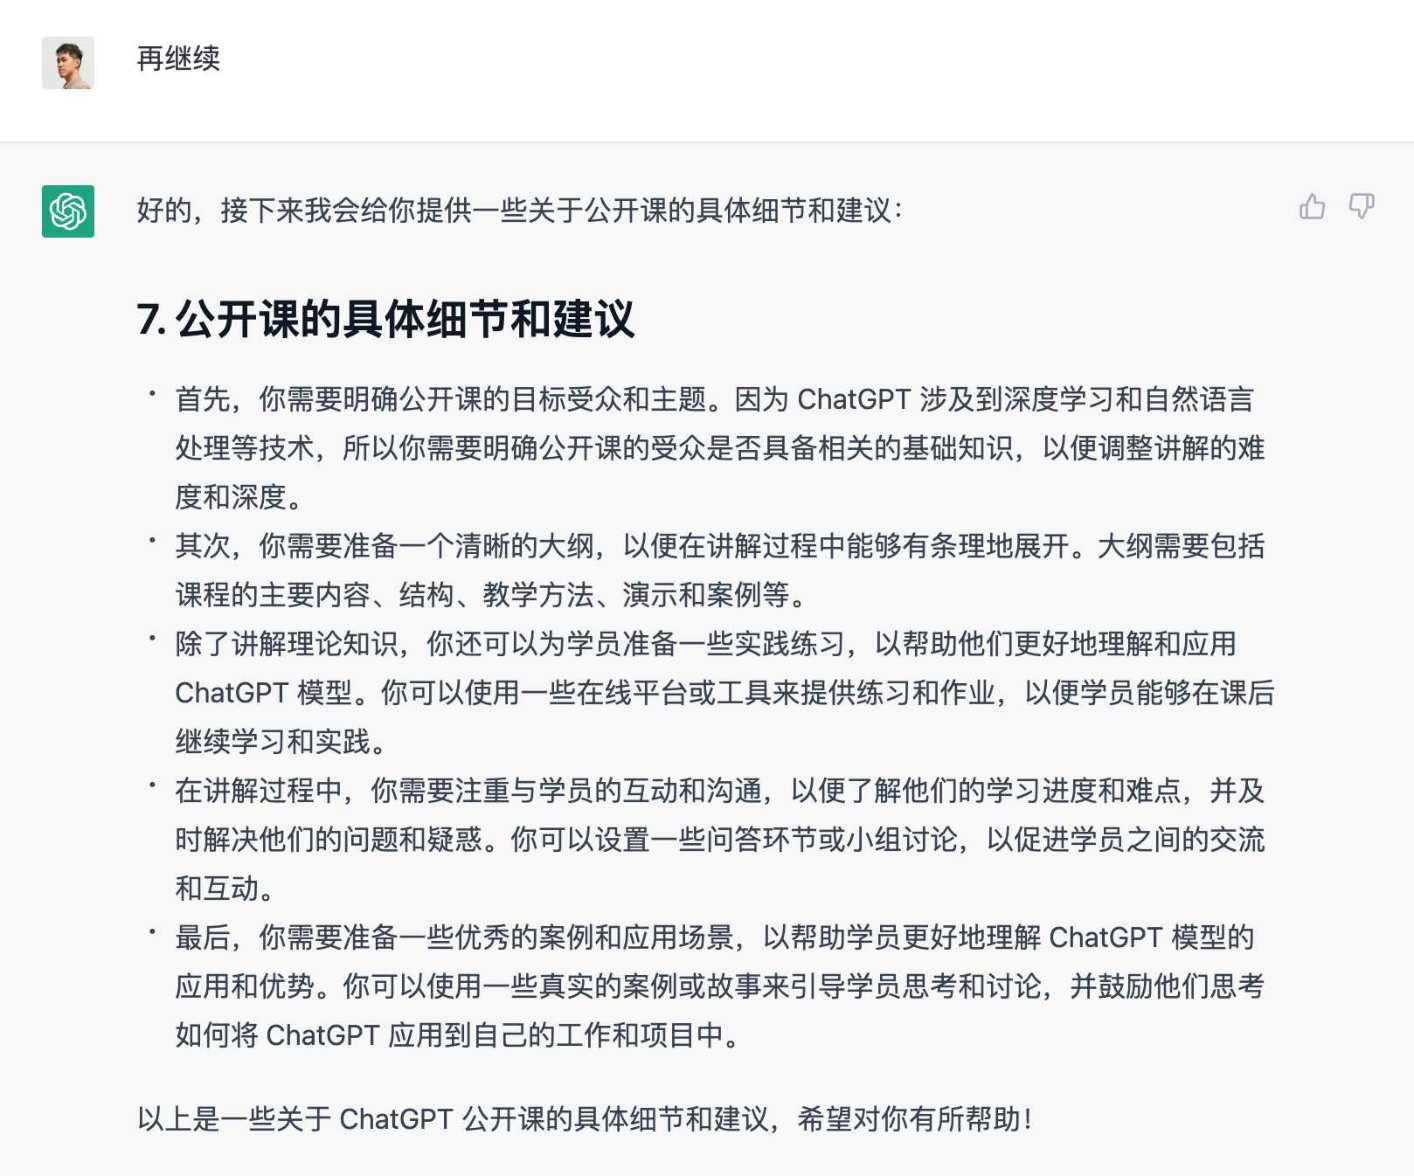 再继续
好的，接下来我会给你提供一些关于公开课的具体细节和建议：
7. 公开课的具体细节和建议
• 首先，你需要明确公开课的目标受众和主题。因为 ChatGPT 涉及到深度学习和自然语言
处理等技术，所以你需要明确公开课的受众是否具备相关的基础知识，以便调整讲解的难
度和深度。
• 其次，你需要准备一个清晰的大纲，以便在讲解过程中能够有条理地展开。大纲需要包括
课程的主要内容、结构、教学方法、演示和案例等。
• 除了讲解理论知识，你还可以为学员准备一些实践练习，以帮助他们更好地理解和应用
ChatGPT 模型。你可以使用一些在线平台或工具来提供练习和作业，以便学员能够在课后
继续学习和实践。
• 在讲解过程中，你需要注重与学员的互动和沟通，以便了解他们的学习进度和难点，并及
时解决他们的问题和疑惑。你可以设置一些问答环节或小组讨论，以促进学员之间的交流
和互动。
• 最后，你需要准备一些优秀的案例和应用场景，以帮助学员更好地理解 ChatGPT 模型的
应用和优势。你可以使用一些真实的案例或故事来引导学员思考和讨论，并鼓励他们思考
如何将 ChatGPT 应用到自己的工作和项目中。
以上是一些关于 ChatGPT 公开课的具体细节和建议，希望对你有所帮助！